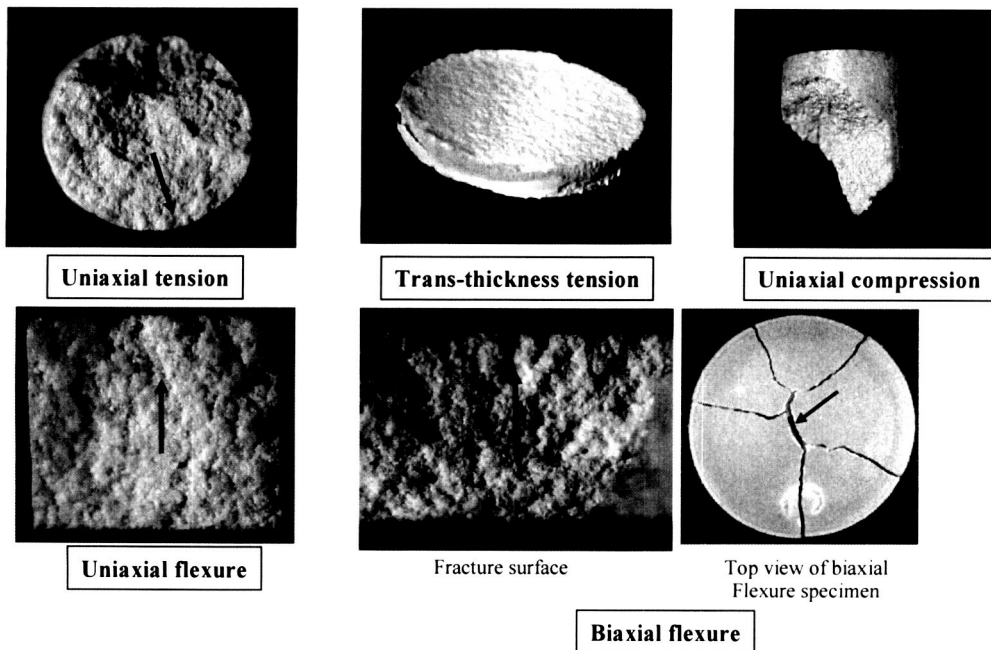 Uniaxial tension
Trans-thickness tension
Uniaxial compression
Uniaxial flexure
Fracture surface
Top view of biaxial
Flexure specimen
Biaxial flexure